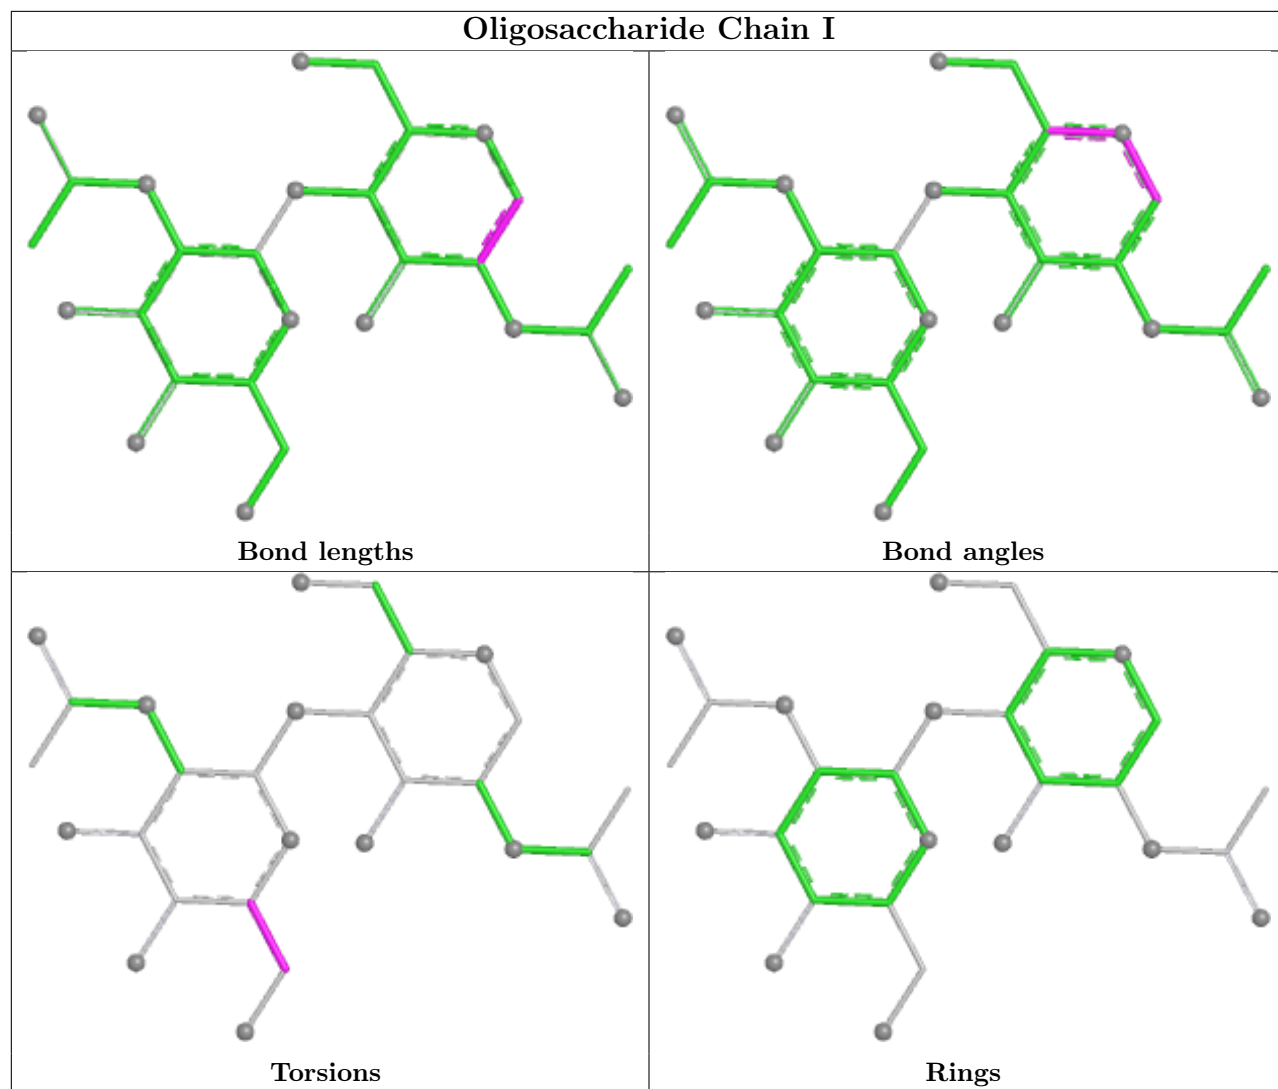 Oligosaccharide Chain I
Bond lengths
Bond angles
Torsions
Rings